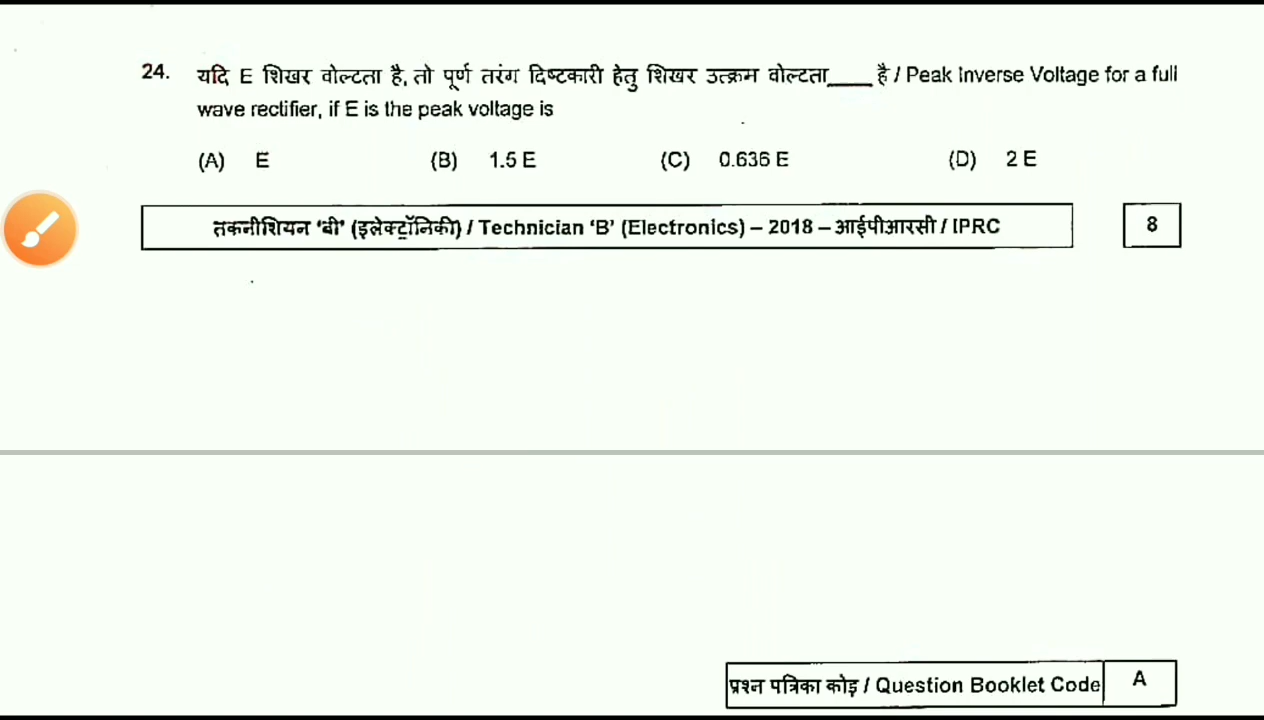 24. यदि E शिखर वोल्टता है, तो पूर्ण तरंग दिष्टकारी हेतु शिखर उत्क्रम वोल्टता____ है / Peak Inverse Voltage for a full
wave rectifier, if E is the peak voltage is
(A) E (B) 1.5 E (C) 0.636 E (D) 2 E
तकनीशियन 'बी' (इलेक्ट्रॉनिकी) / Technician 'B' (Electronics) – 2018 – आईपीआरसी / IPRC 8
प्रश्न पत्रिका कोड़ / Question Booklet Code A